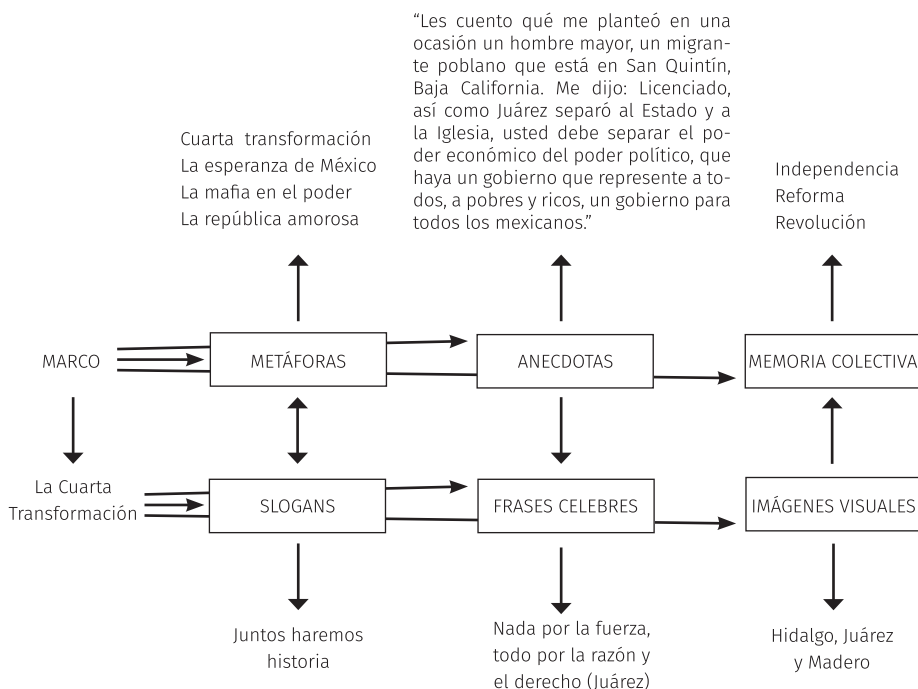 “Les cuento qué me planteó en una
ocasión un hombre mayor, un migran-
te poblano que está en San Quintín,
Baja California. Me dijo: Licenciado,
así como Juárez separó al Estado y a
la Iglesia, usted debe separar el po-
der económico del poder político, que
haya un gobierno que represente a to-
dos, a pobres y ricos, un gobierno para
todos los mexicanos.”
Cuarta transformación
La esperanza de México
La mafia en el poder
La república amorosa
Independencia
Reforma
Revolución
MARCO
METÁFORAS
ANECDOTAS
MEMORIA COLECTIVA
La Cuarta
Transformación
SLOGANS
FRASES CELEBRES
IMÁGENES VISUALES
Juntos haremos
historia
Nada por la fuerza,
todo por la razón y
el derecho (Juárez)
Hidalgo, Juárez
y Madero